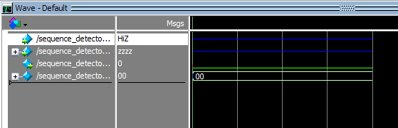 Wave - Default
Msgs
/sequence_detecto... HiZ
/sequence_detecto... zzzz
/sequence_detecto... 0
/sequence_detecto... 00 00